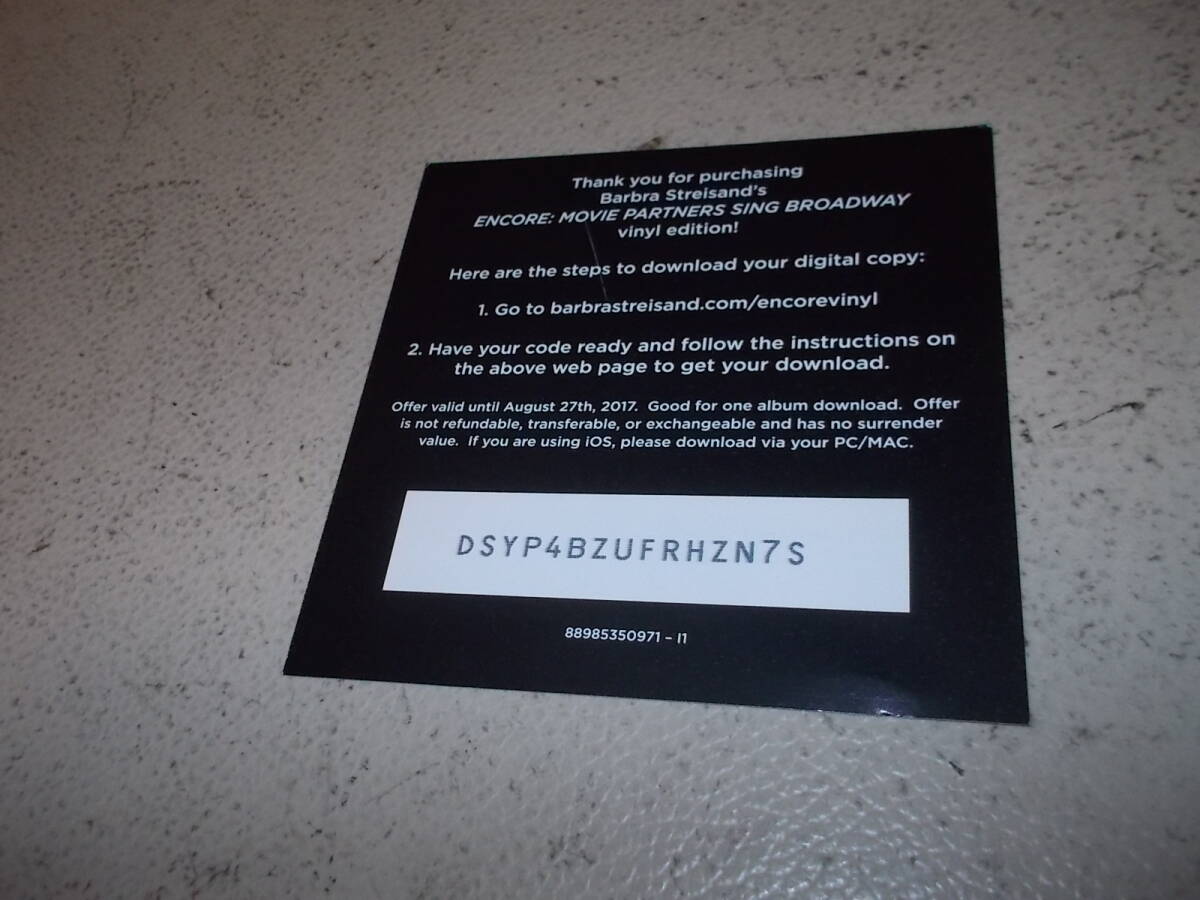 Thank you for purchasing
Barbra Streisand's
ENCORE: MOVIE PARTNERS SING BROADWAY
vinyl edition!
Here are the steps to download your digital copy:
1. Go to barbrastreisand.com/encorevinyl
2. Have your code ready and follow the instructions on
the above web page to get your download.
Offer valid until August 27th, 2017. Good for one album download. Offer
is not refundable, transferable, or exchangeable and has no surrender
value. If you are using iOS, please download via your PC/MAC.
DSYP4BZUFRHZN7S
88985350971 – I1